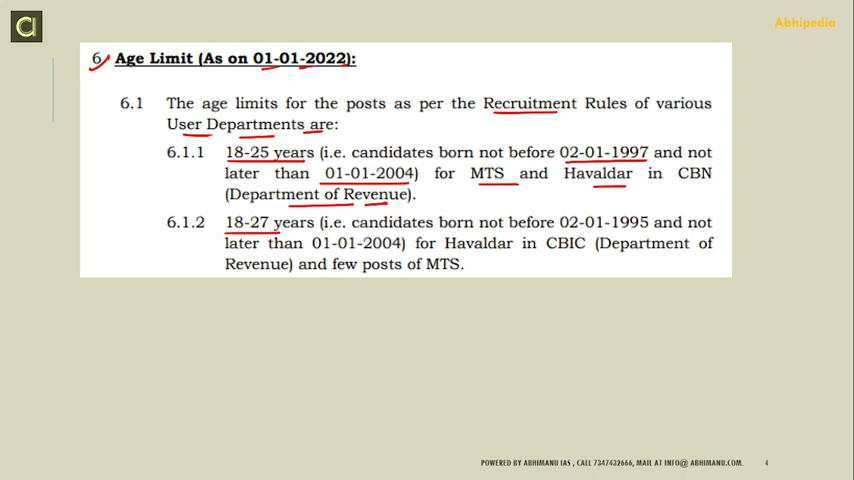 Abhipedia
6. Age Limit (As on 01-01-2022):
6.1 The age limits for the posts as per the Recruitment Rules of various
User Departments are:
6.1.1 18-25 years (i.e. candidates born not before 02-01-1997 and not
later than 01-01-2004) for MTS and Havaldar in CBN
(Department of Revenue).
6.1.2 18-27 years (i.e. candidates born not before 02-01-1995 and not
later than 01-01-2004) for Havaldar in CBIC (Department of
Revenue) and few posts of MTS.
POWERED BY ABHIMANU IAS , CALL 7347432666, MAIL AT INFO@ ABHIMANU.COM. 4